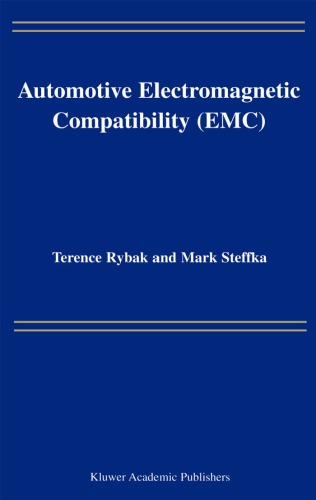 Automotive Electromagnetic
Compatibility (EMC)
Terence Rybak and Mark Steffka
Kluwer Academic Publishers